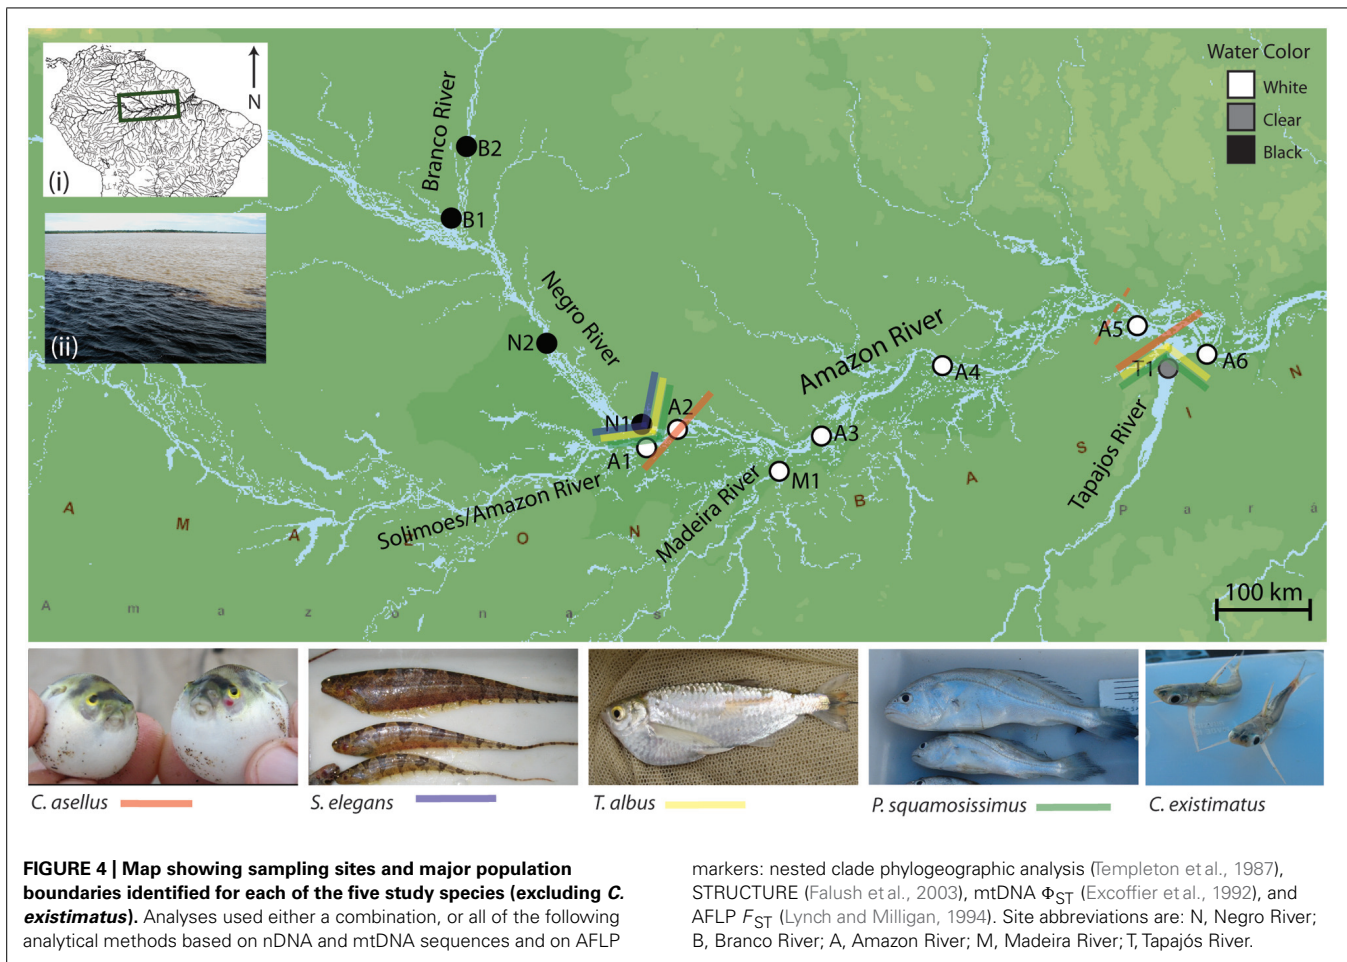 Water Color
White
Clear
Black
N
(i)
(ii)
Branco River
B2
B1
Negro River
N2
N1
A2
A1
Solimoes/Amazon River
Madeira River
M1
A3
Amazon River
A4
A5
A6
T1
Tapajos River
A M A Z O N
B A S I N
A m a z o n a s
P a r á
100 km
C. asellus
S. elegans
T. albus
P. squamosissimus
C. existimatus
FIGURE 4 | Map showing sampling sites and major population
boundaries identified for each of the five study species (excluding C.
existimatus). Analyses used either a combination, or all of the following
analytical methods based on nDNA and mtDNA sequences and on AFLP
markers: nested clade phylogeographic analysis (Templeton et al., 1987),
STRUCTURE (Falush et al., 2003), mtDNA ΦST (Excoffier et al., 1992), and
AFLP FST (Lynch and Milligan, 1994). Site abbreviations are: N, Negro River;
B, Branco River; A, Amazon River; M, Madeira River; T, Tapajós River.